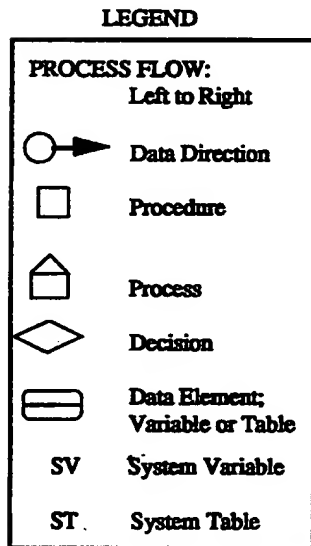 LEGEND
PROCESS FLOW:
Left to Right
Data Direction
Procedure
Process
Decision
Data Element;
Variable or Table
SV System Variable
ST . System Table